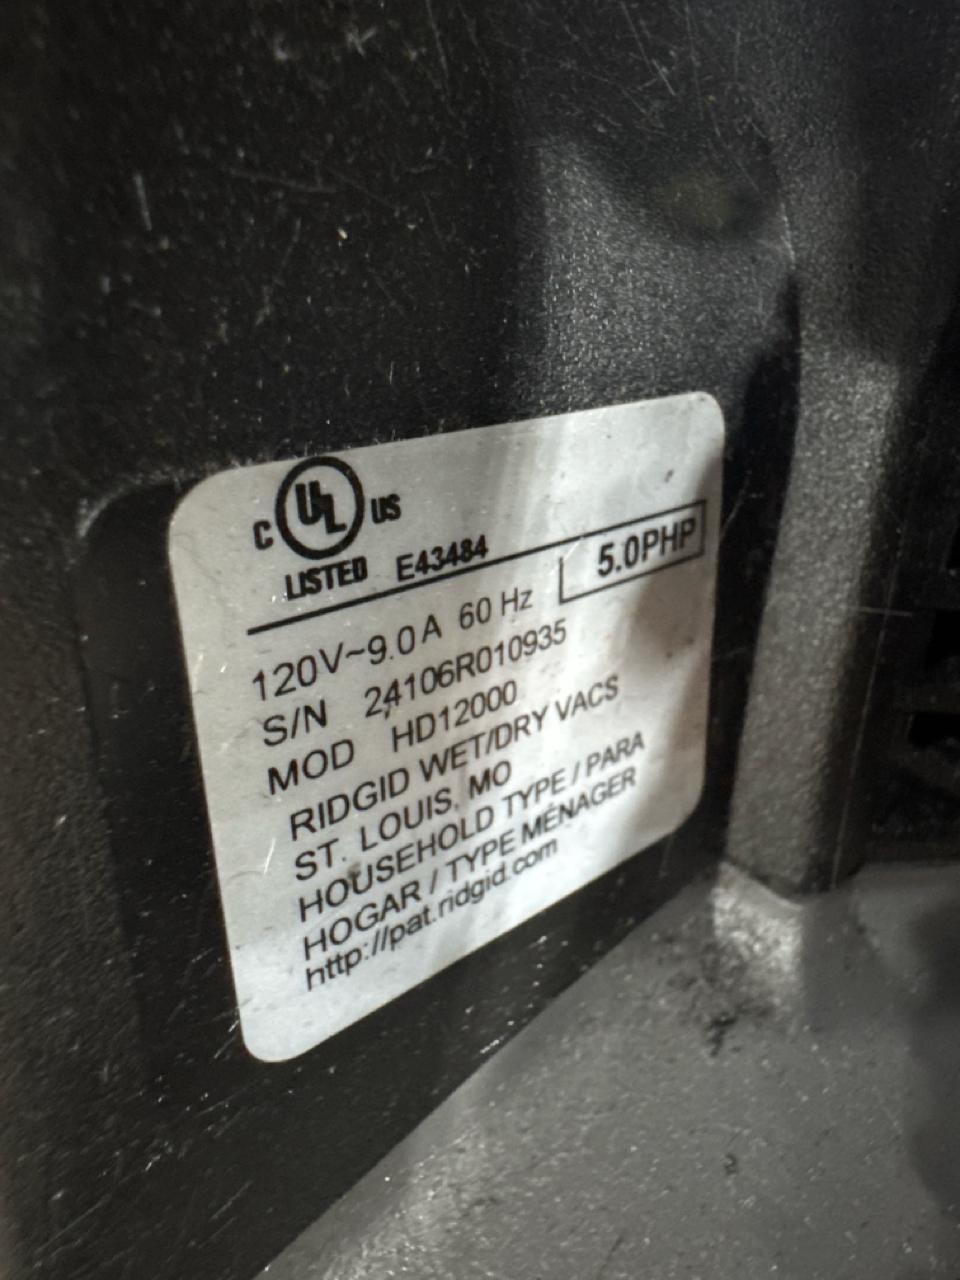 C UL US
LISTED E43484
5.0PHP
120V~9.0A 60 Hz
S/N 24106R010935
MOD HD12000
RIDGID WET/DRY VACS
ST. LOUIS, MO
HOUSEHOLD TYPE / PARA
HOGAR / TYPE MÉNAGER
http://pat.ridgid.com